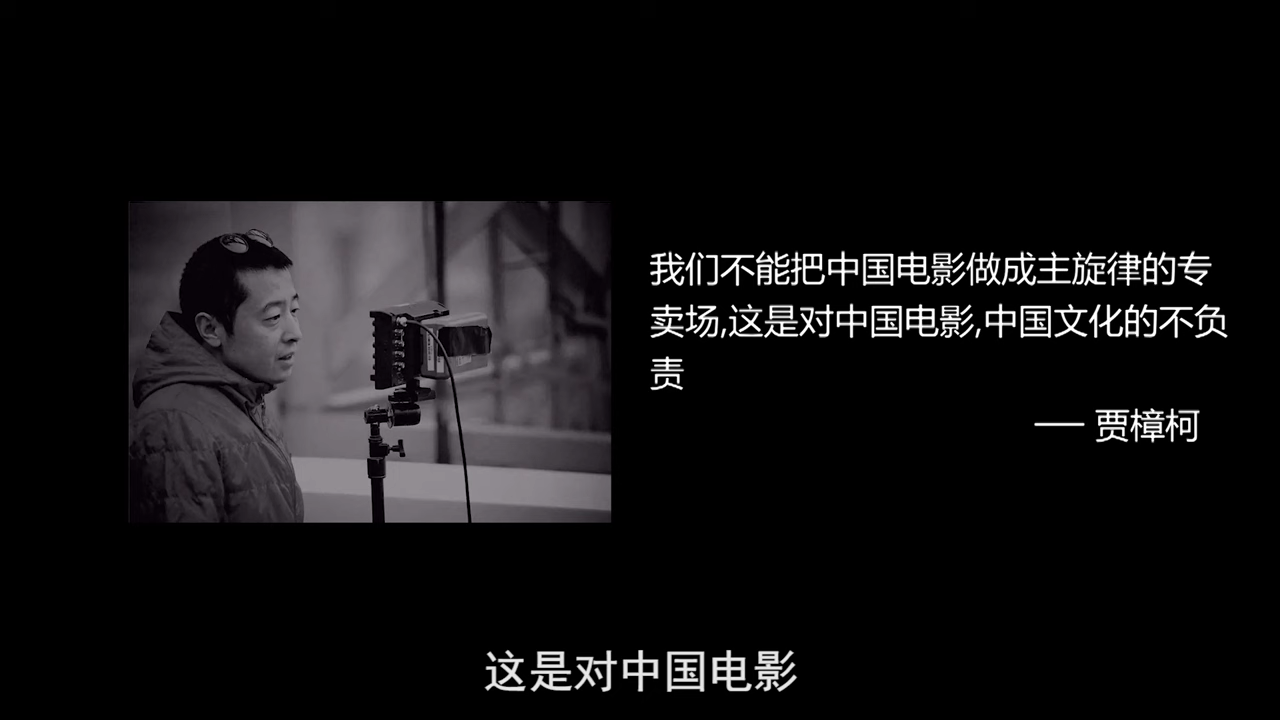 我们不能把中国电影做成主旋律的专
卖场,这是对中国电影,中国文化的不负
责
── 贾樟柯
这是对中国电影